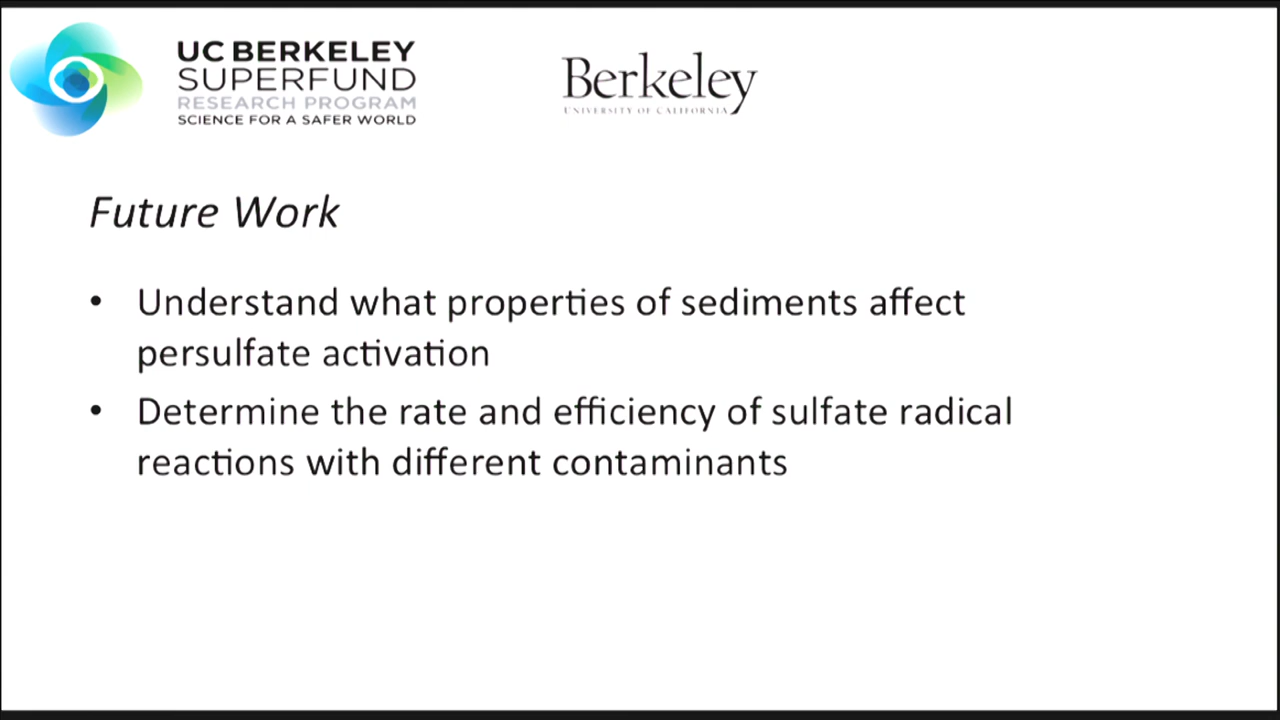 UC BERKELEY
SUPERFUND
RESEARCH PROGRAM
SCIENCE FOR A SAFER WORLD
Berkeley
UNIVERSITY OF CALIFORNIA
Future Work
• Understand what properties of sediments affect
persulfate activation
• Determine the rate and efficiency of sulfate radical
reactions with different contaminants